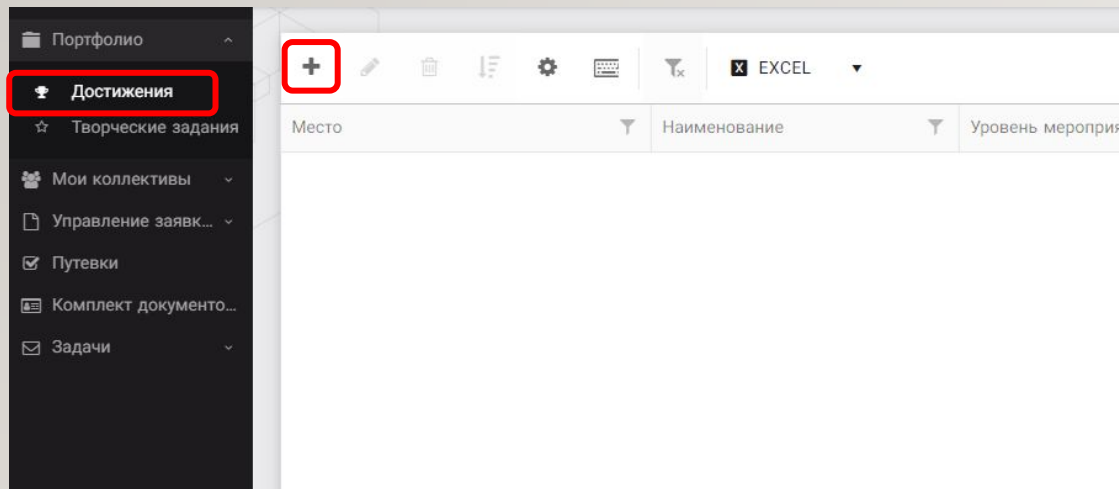 Портфолио
Достижения
Творческие задания
Мои коллективы
Управление заявк...
Путевки
Комплект документо...
Задачи
EXCEL
Место
Наименование
Уровень мероприя